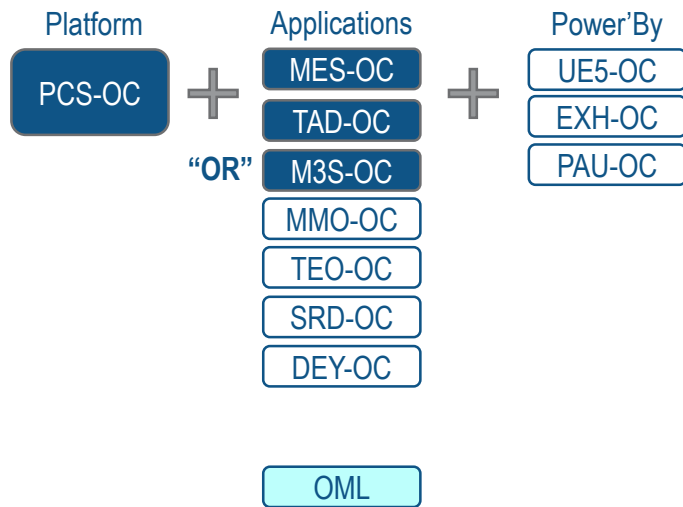 Platform
PCS-OC
“OR”
Applications
MES-OC
TAD-OC
M3S-OC
MMO-OC
TEO-OC
SRD-OC
DEY-OC
OML
Power’By
UE5-OC
EXH-OC
PAU-OC